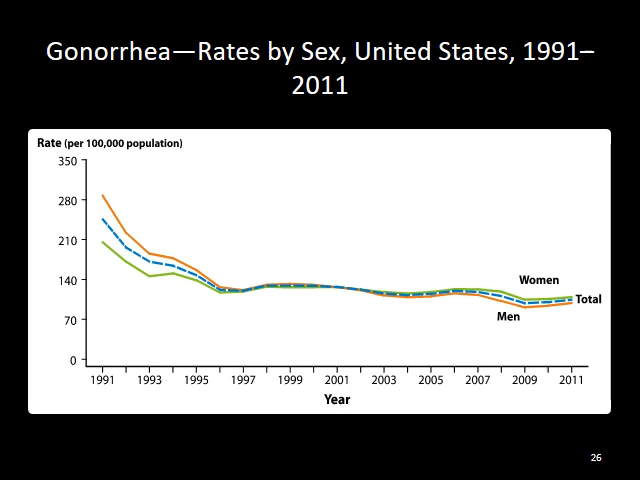 Gonorrhea—Rates by Sex, United States, 1991–
2011
Rate (per 100,000 population)
350
280
210
140
70
0
Women
Total
Men
1991 1993 1995 1997 1999 2001 2003 2005 2007 2009 2011
Year
26